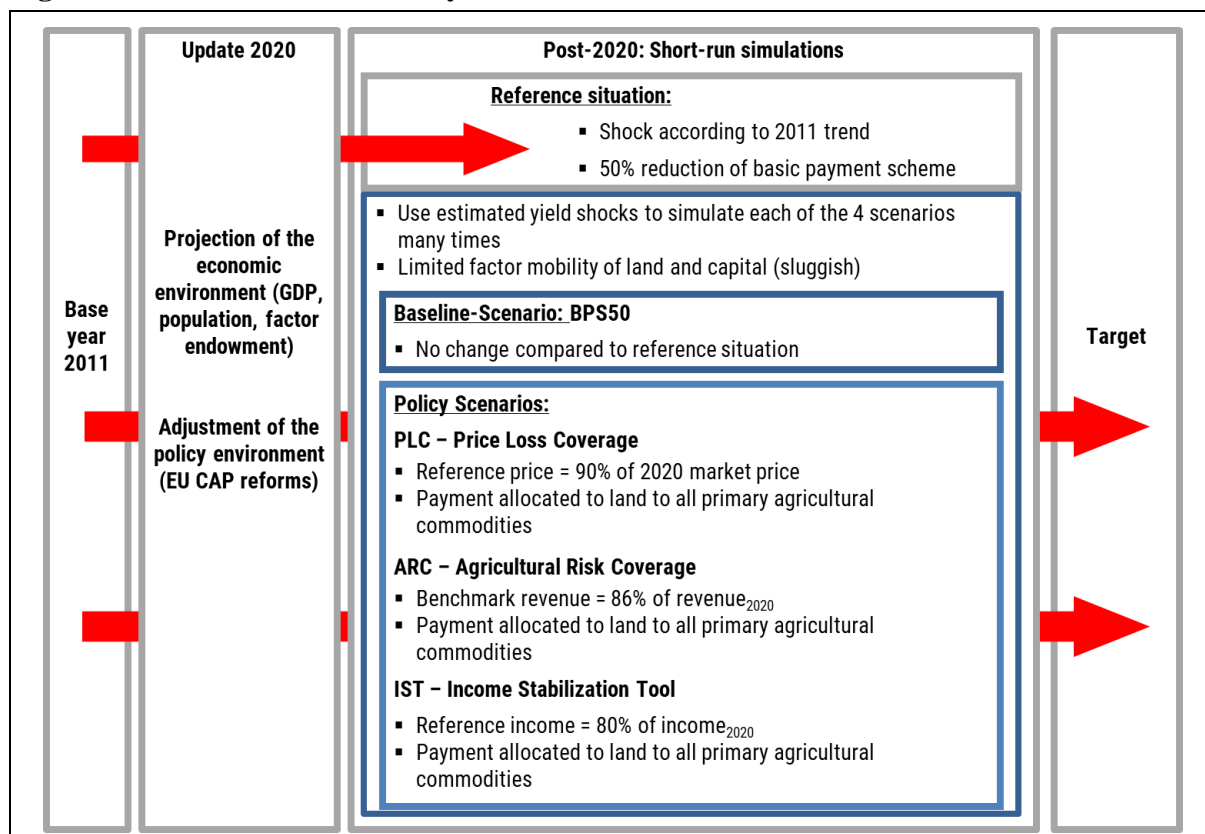 Update 2020
Post-2020: Short-run simulations
Reference situation:
▪ Shock according to 2011 trend
▪ 50% reduction of basic payment scheme
▪ Use estimated yield shocks to simulate each of the 4 scenarios
many times
▪ Limited factor mobility of land and capital (sluggish)
Projection of the
economic
environment (GDP,
population, factor
endowment)
Base
year
2011
Baseline-Scenario: BPS50
▪ No change compared to reference situation
Target
Adjustment of the
policy environment
(EU CAP reforms)
Policy Scenarios:
PLC – Price Loss Coverage
▪ Reference price = 90% of 2020 market price
▪ Payment allocated to land to all primary agricultural
commodities
ARC – Agricultural Risk Coverage
▪ Benchmark revenue = 86% of revenue2020
▪ Payment allocated to land to all primary agricultural
commodities
IST – Income Stabilization Tool
▪ Reference income = 80% of income2020
▪ Payment allocated to land to all primary agricultural
commodities